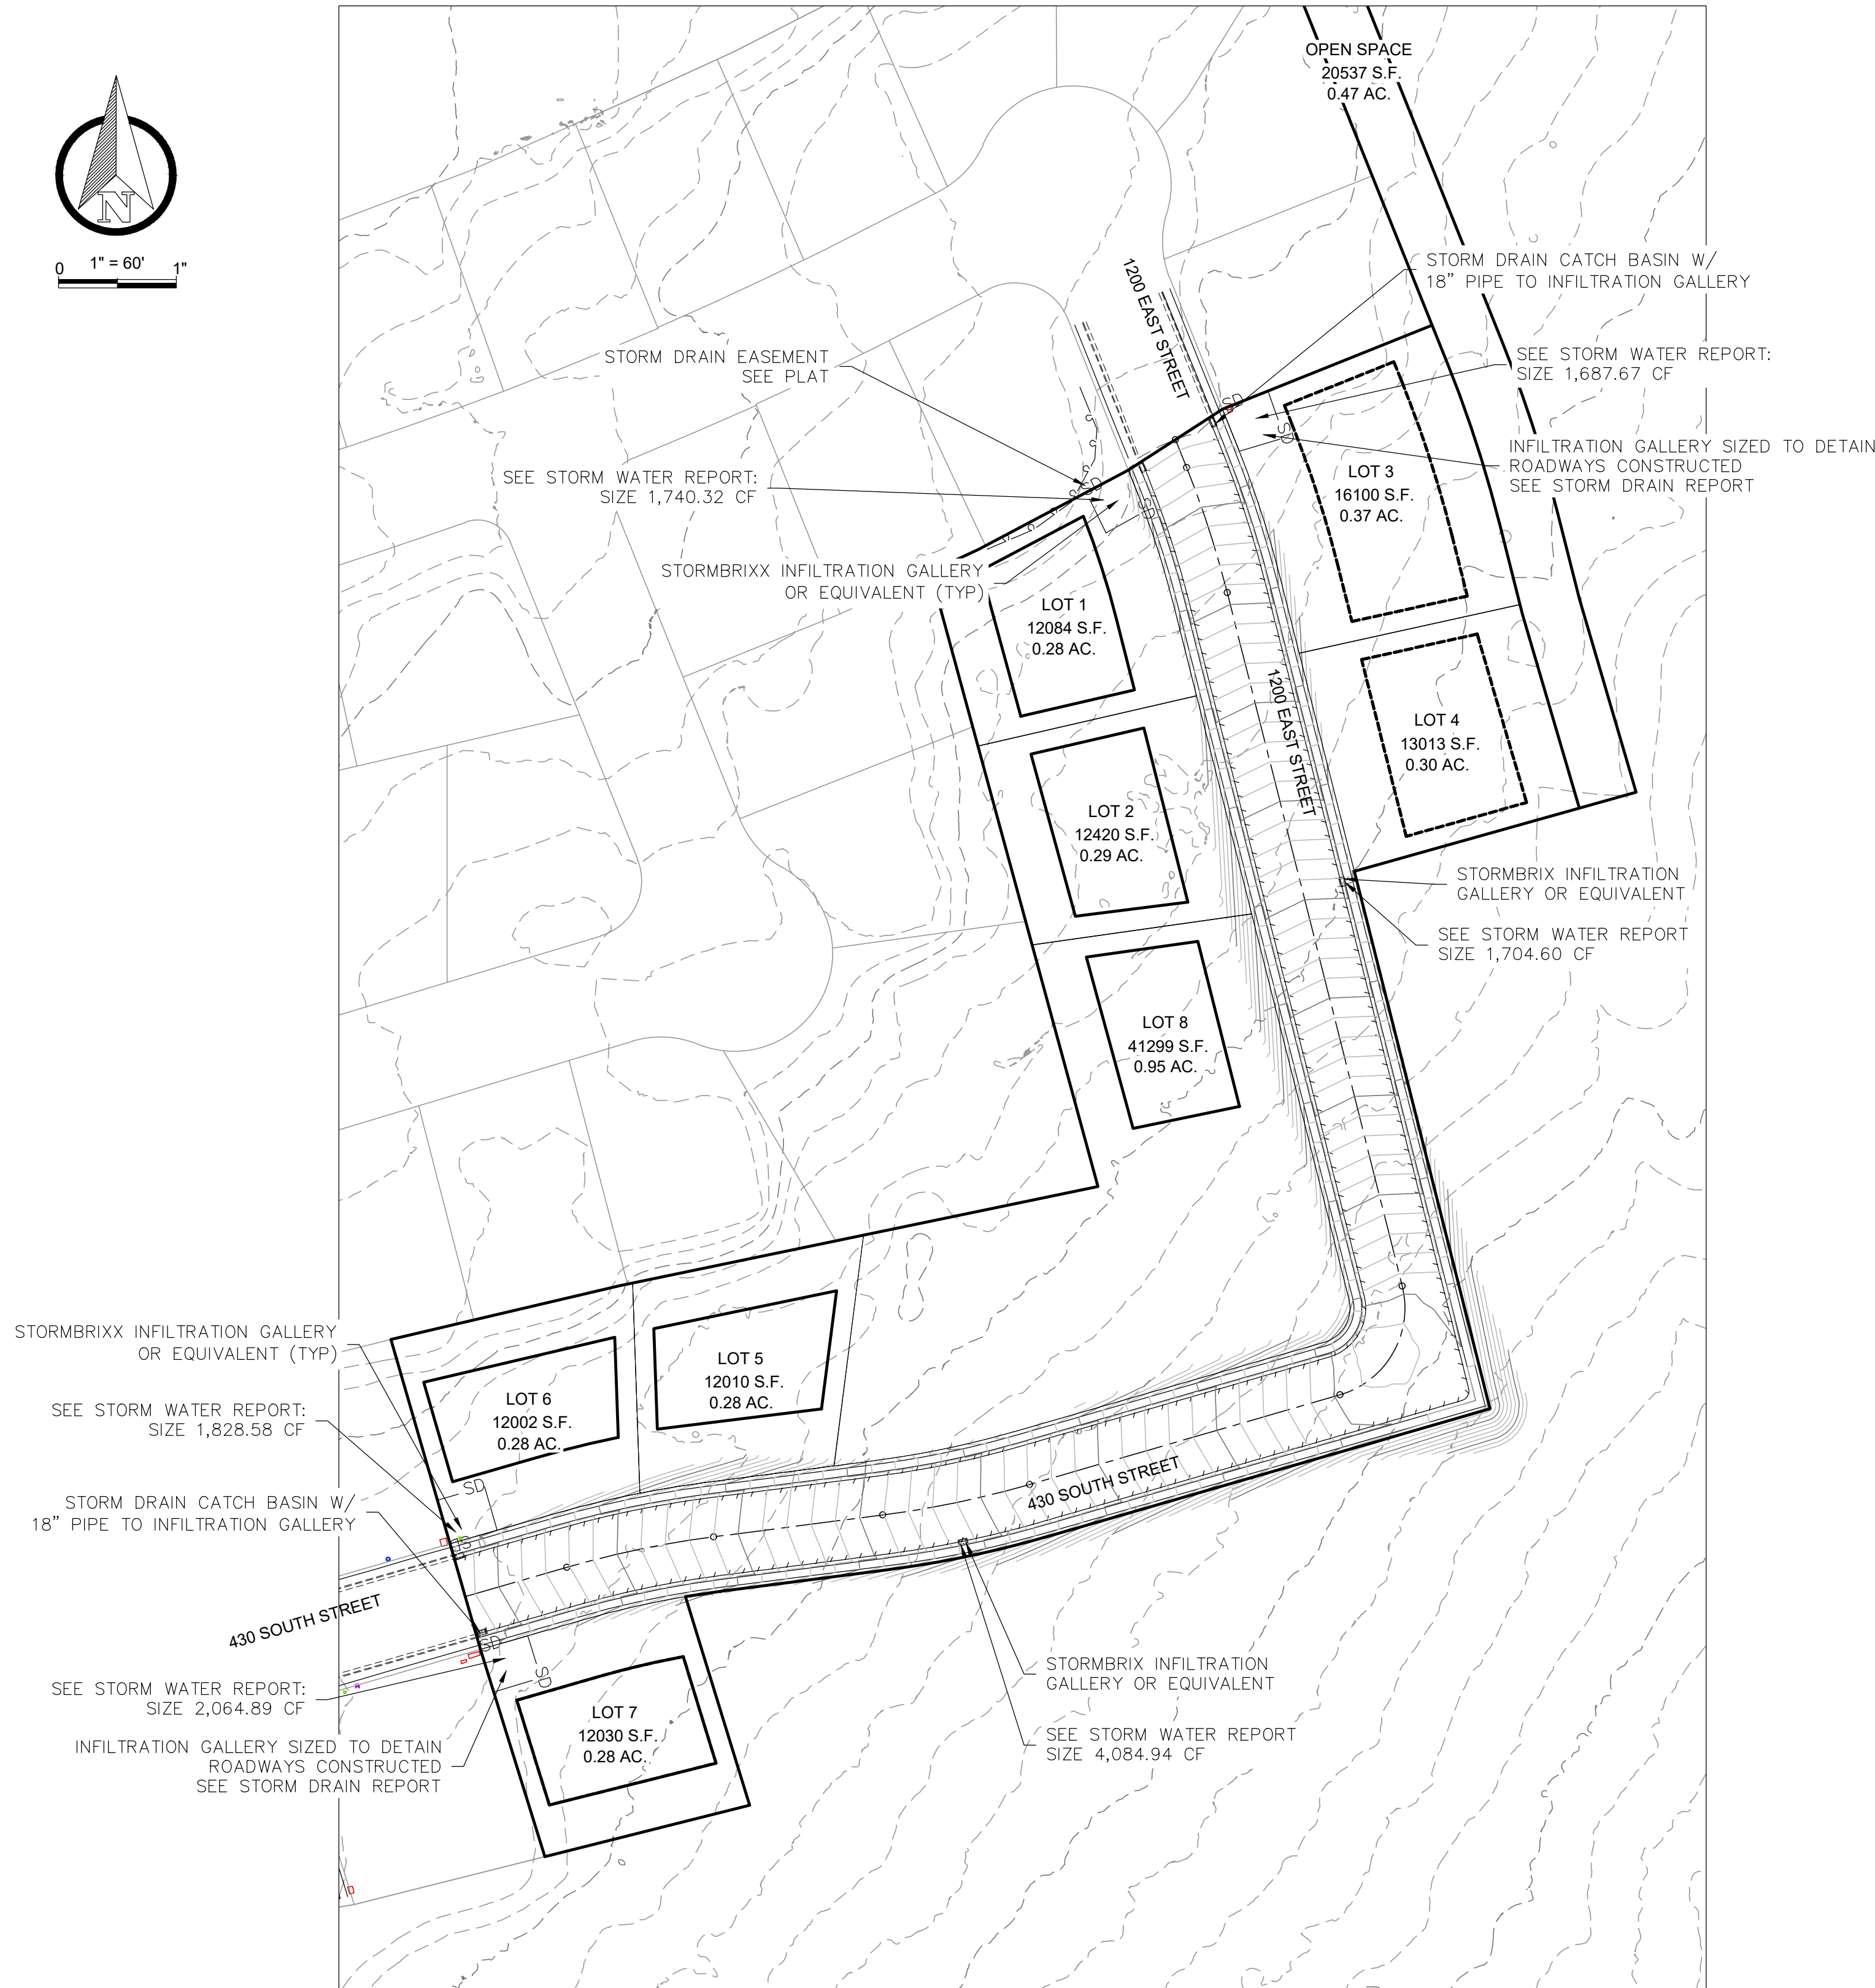 OPEN SPACE
20537 S.F.
0.47 AC.
N
0 1" = 60' 1"
STORM DRAIN CATCH BASIN W/
18" PIPE TO INFILTRATION GALLERY
1200 EAST STREET
STORM DRAIN EASEMENT
SEE PLAT
SEE STORM WATER REPORT:
SIZE 1,687.67 CF
SD
SD
INFILTRATION GALLERY SIZED TO DETAIN
ROADWAYS CONSTRUCTED
SEE STORM DRAIN REPORT
LOT 3
16100 S.F.
0.37 AC.
SEE STORM WATER REPORT:
SIZE 1,740.32 CF
SD
SD
STORMBRIXX INFILTRATION GALLERY
OR EQUIVALENT (TYP)
LOT 1
12084 S.F.
0.28 AC.
1200 EAST STREET
LOT 4
13013 S.F.
0.30 AC.
LOT 2
12420 S.F.
0.29 AC.
STORMBRIX INFILTRATION
GALLERY OR EQUIVALENT
SEE STORM WATER REPORT
SIZE 1,704.60 CF
LOT 8
41299 S.F.
0.95 AC.
STORMBRIXX INFILTRATION GALLERY
OR EQUIVALENT (TYP)
LOT 5
12010 S.F.
0.28 AC.
LOT 6
12002 S.F.
0.28 AC.
SEE STORM WATER REPORT:
SIZE 1,828.58 CF
SD
430 SOUTH STREET
STORM DRAIN CATCH BASIN W/
18" PIPE TO INFILTRATION GALLERY
SD
430 SOUTH STREET
SD
SD
STORMBRIX INFILTRATION
GALLERY OR EQUIVALENT
SEE STORM WATER REPORT:
SIZE 2,064.89 CF
LOT 7
12030 S.F.
0.28 AC.
SEE STORM WATER REPORT
SIZE 4,084.94 CF
INFILTRATION GALLERY SIZED TO DETAIN
ROADWAYS CONSTRUCTED
SEE STORM DRAIN REPORT